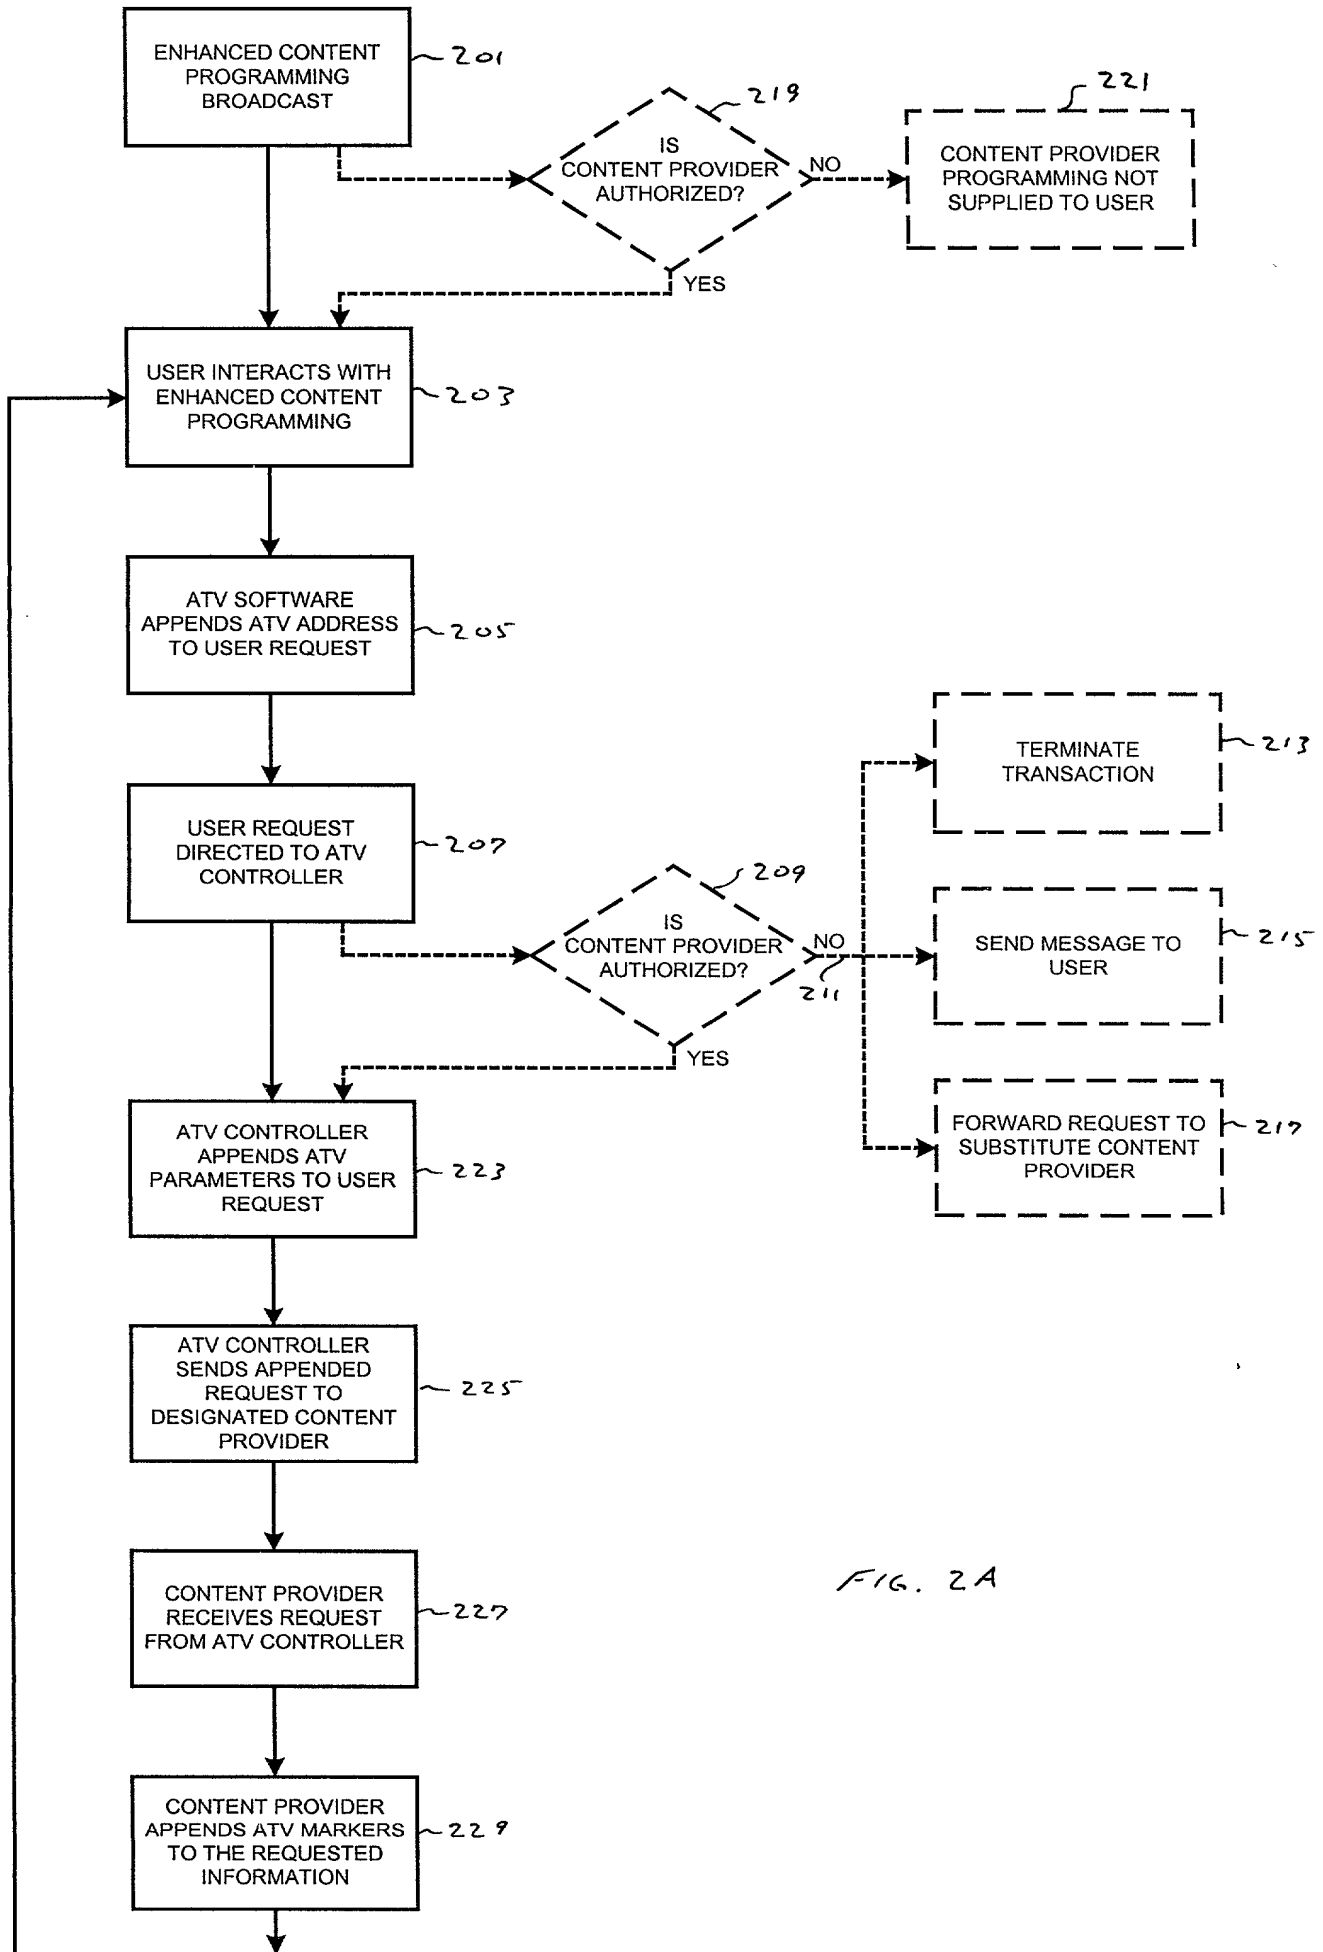 ENHANCED CONTENT
PROGRAMMING
BROADCAST
201
IS
CONTENT PROVIDER
AUTHORIZED?
219
NO
YES
221
CONTENT PROVIDER
PROGRAMMING NOT
SUPPLIED TO USER
USER INTERACTS WITH
ENHANCED CONTENT
PROGRAMMING
203
ATV SOFTWARE
APPENDS ATV ADDRESS
TO USER REQUEST
205
USER REQUEST
DIRECTED TO ATV
CONTROLLER
207
IS
CONTENT PROVIDER
AUTHORIZED?
209
NO
211
YES
TERMINATE
TRANSACTION
213
SEND MESSAGE TO
USER
215
FORWARD REQUEST TO
SUBSTITUTE CONTENT
PROVIDER
217
ATV CONTROLLER
APPENDS ATV
PARAMETERS TO USER
REQUEST
223
ATV CONTROLLER
SENDS APPENDED
REQUEST TO
DESIGNATED CONTENT
PROVIDER
225
CONTENT PROVIDER
RECEIVES REQUEST
FROM ATV CONTROLLER
227
FIG. 2A
CONTENT PROVIDER
APPENDS ATV MARKERS
TO THE REQUESTED
INFORMATION
229